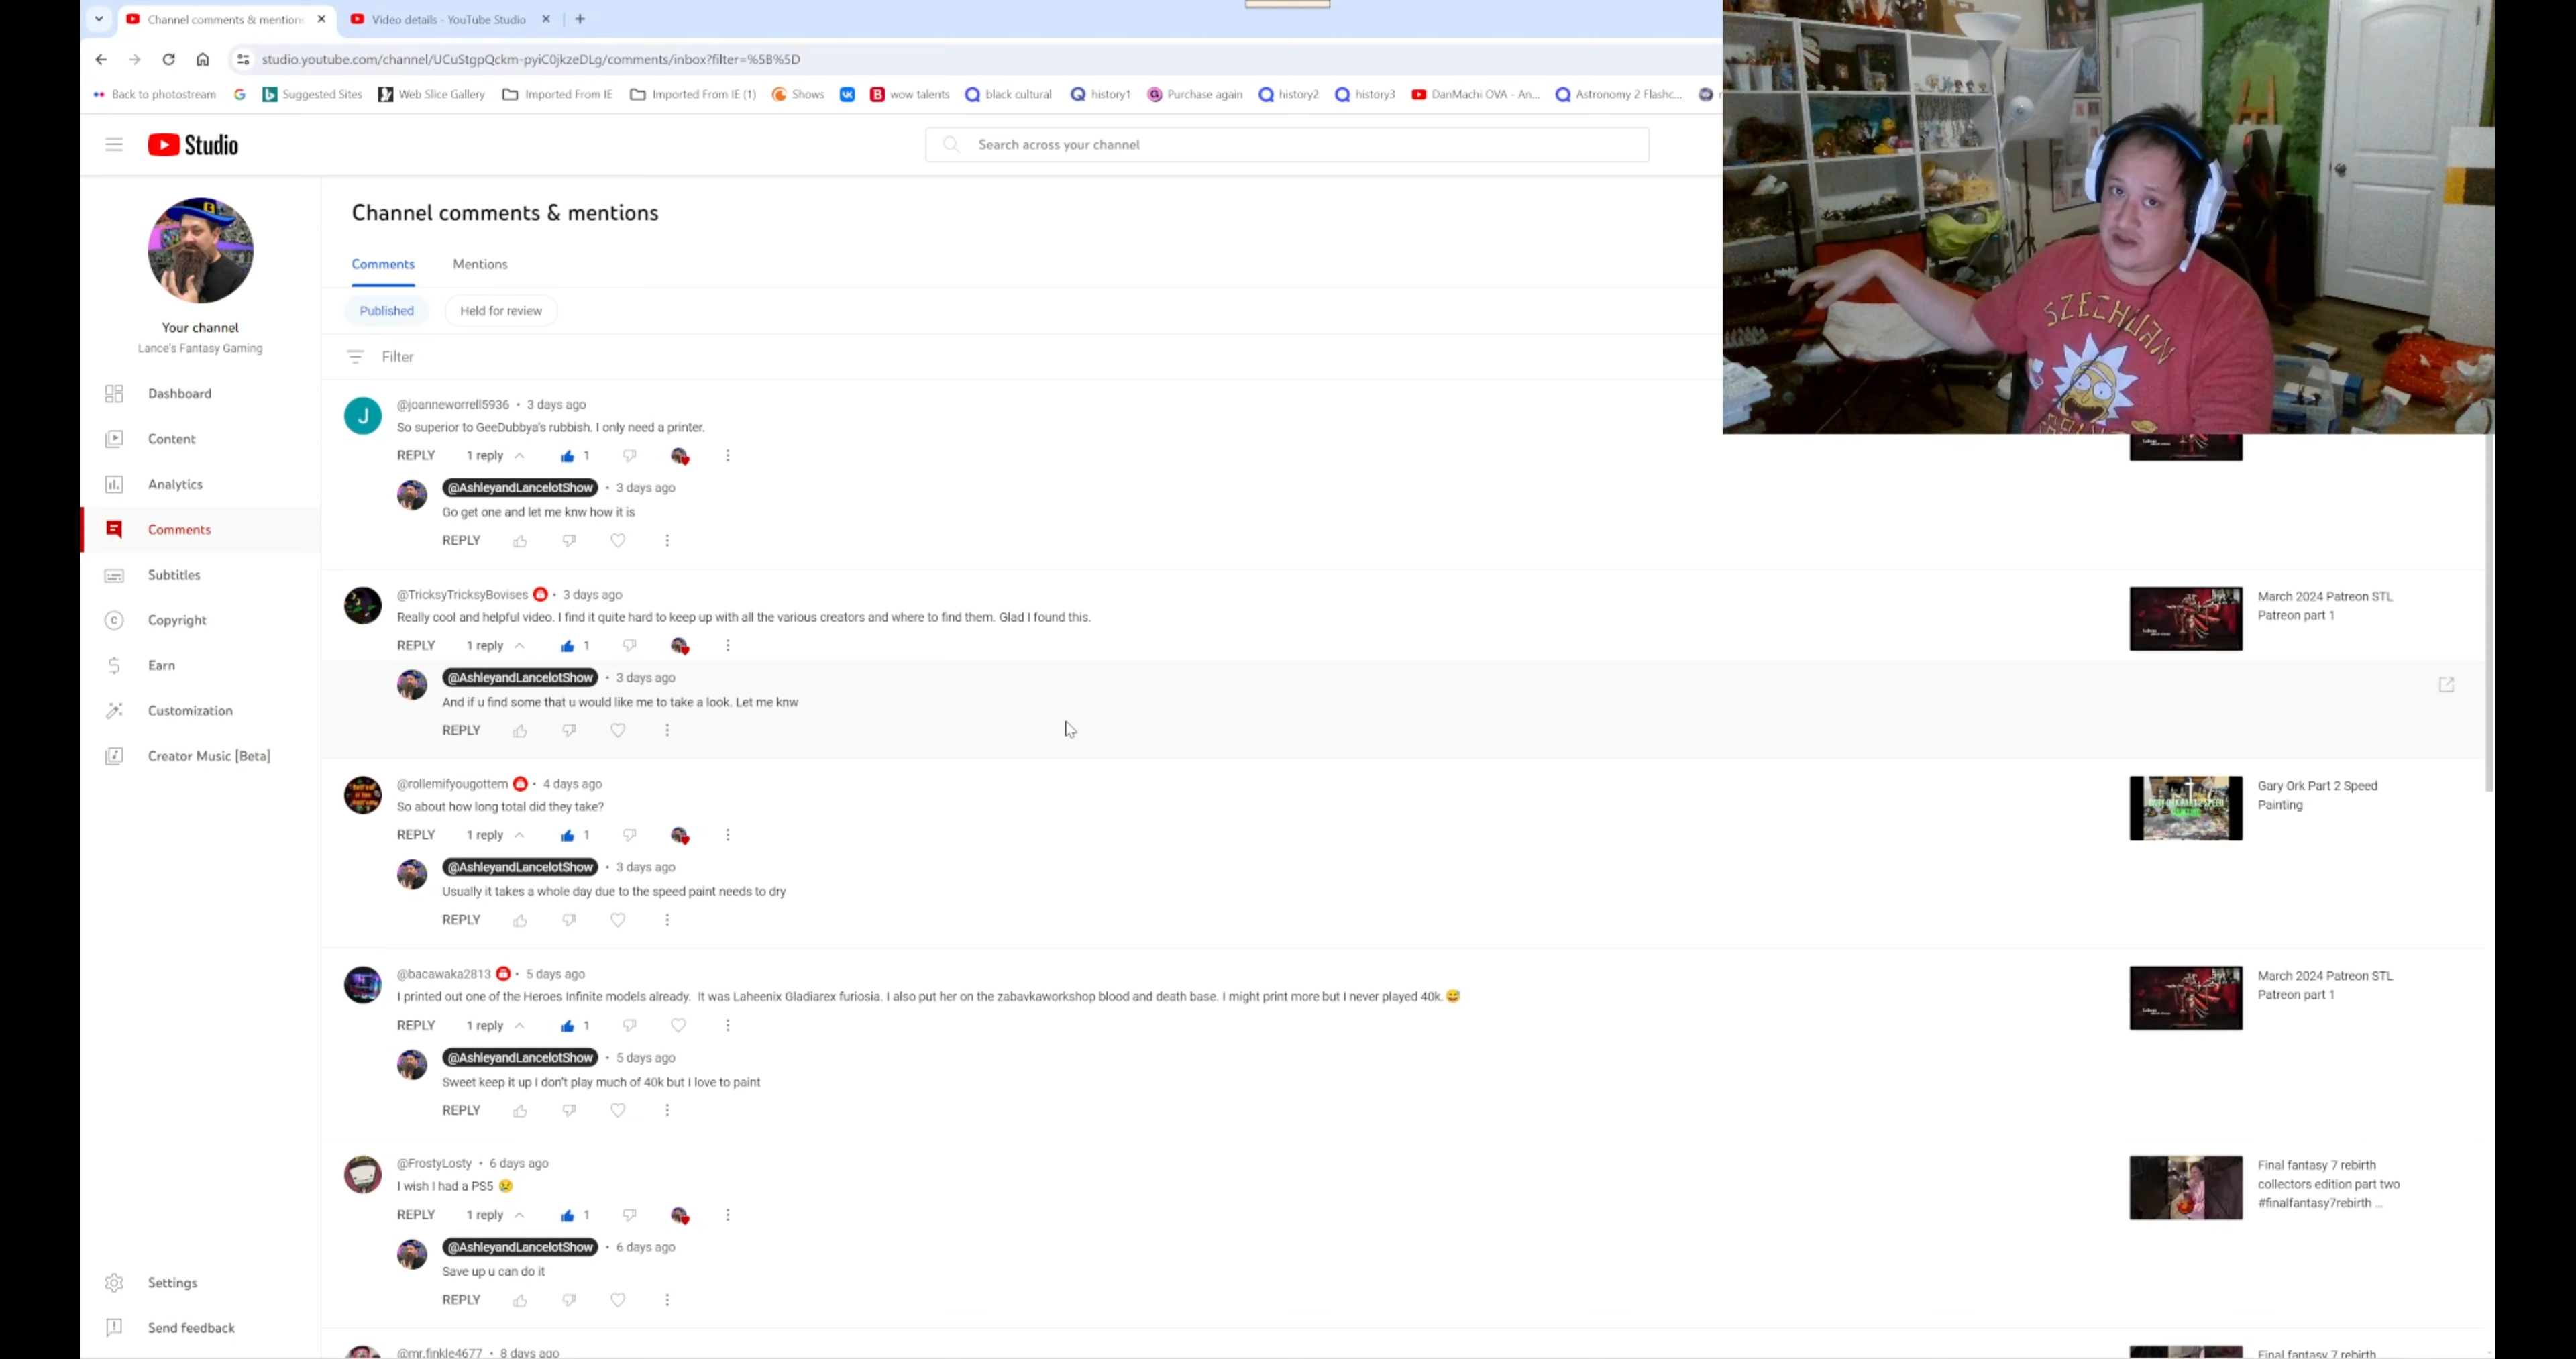 Channel comments & mention
Video details - YouTube Studio
studio.youtube.com/channel/UCuStgpQckm-pyiC0jkzeDLg/comments/inbox?filter=%5B%5D
Back to photostream
Suggested Sites
Web Slice Gallery
Imported From IE
Imported From IE (1)
Shows
wow talents
black cultural
history1
Purchase again
history2
history3
DanMachi OVA - An...
Astronomy 2 Flashc...
Studio
Search across your channel
SZECHUAN
Your channel
Lance's Fantasy Gaming
Dashboard
Content
Analytics
Comments
Subtitles
Copyright
Earn
Customization
Creator Music [Beta]
Settings
Send feedback
Channel comments & mentions
Comments
Mentions
Published
Held for review
Filter
J
@joanneworrell5936 • 3 days ago
So superior to GeeDubbya's rubbish. I only need a printer.
REPLY 1 reply 1
@AshleyandLancelotShow • 3 days ago
Go get one and let me knw how it is
REPLY
@TricksyTricksyBovises • 3 days ago
Really cool and helpful video. I find it quite hard to keep up with all the various creators and where to find them. Glad I found this.
REPLY 1 reply 1
March 2024 Patreon STL
Patreon part 1
@AshleyandLancelotShow • 3 days ago
And if u find some that u would like me to take a look. Let me knw
REPLY
@rollemifyougottem • 4 days ago
So about how long total did they take?
REPLY 1 reply 1
Gary Ork Part 2 Speed
Painting
@AshleyandLancelotShow • 3 days ago
Usually it takes a whole day due to the speed paint needs to dry
REPLY
@bacawaka2813 • 5 days ago
I printed out one of the Heroes Infinite models already. It was Laheenix Gladiarex furiosia. I also put her on the zabavkaworkshop blood and death base. I might print more but I never played 40k. 😅
REPLY 1 reply 1
March 2024 Patreon STL
Patreon part 1
@AshleyandLancelotShow • 5 days ago
Sweet keep it up I don't play much of 40k but I love to paint
REPLY
@FrostyLosty • 6 days ago
I wish I had a PS5 😢
REPLY 1 reply 1
Final fantasy 7 rebirth
collectors edition part two
#finalfantasy7rebirth ...
@AshleyandLancelotShow • 6 days ago
Save up u can do it
REPLY
@mr.finkle4677 • 8 days ago
Final fantasy 7 rebirth